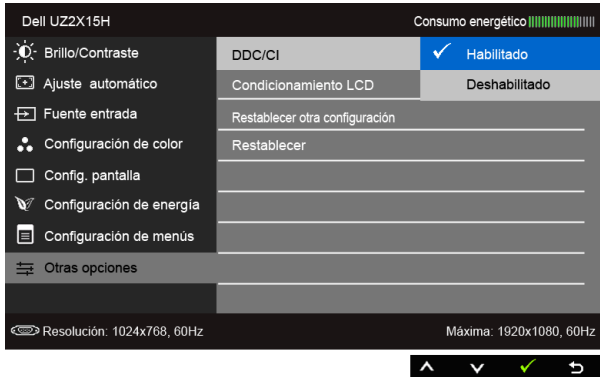 Dell UZ2X15H Consumo energético
Brillo/Contraste DDC/CI Habilitado
Ajuste automático Condicionamiento LCD Deshabilitado
Fuente entrada Restablecer otra configuración
Configuración de color Restablecer
Config. pantalla
Configuración de energía
Configuración de menús
Otras opciones
Resolución: 1024x768, 60Hz Máxima: 1920x1080, 60Hz